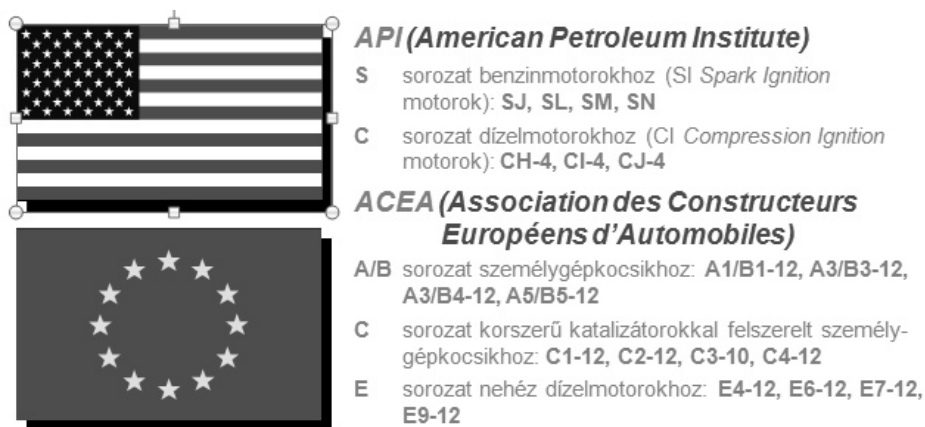 API (American Petroleum Institute)
S sorozat benzinmotorokhoz (SI Spark Ignition
motorok): SJ, SL, SM, SN
C sorozat dízelmotorokhoz (CI Compression Ignition
motorok): CH-4, CI-4, CJ-4
ACEA (Association des Constructeurs
Européens d'Automobiles)
A/B sorozat személygépkocsikhoz: A1/B1-12, A3/B3-12,
A3/B4-12, A5/B5-12
C sorozat korszerű katalizátorokkal felszerelt személy-
gépkocsikhoz: C1-12, C2-12, C3-10, C4-12
E sorozat nehéz dízelmotorokhoz: E4-12, E6-12, E7-12,
E9-12